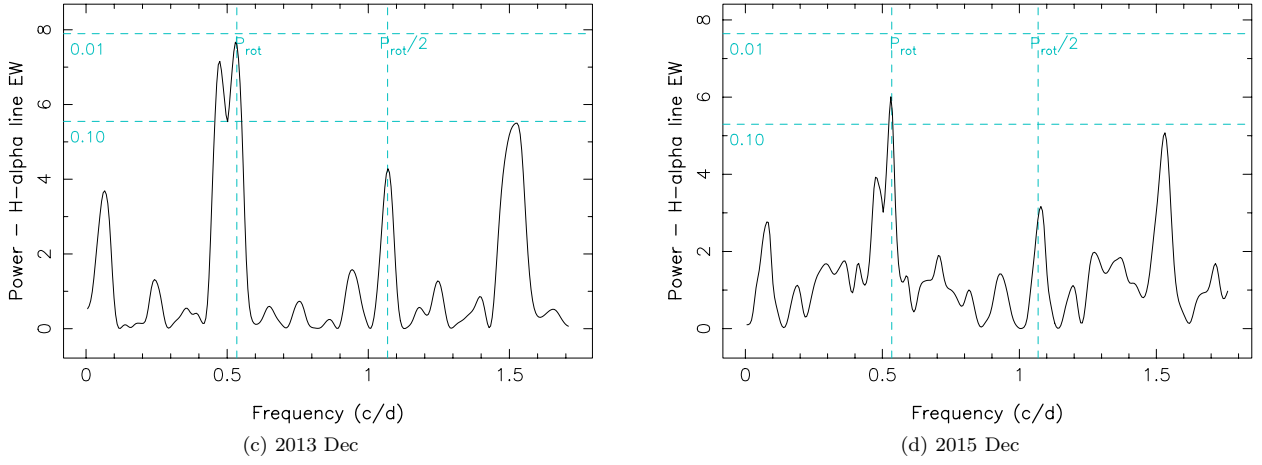 Power – H–alpha line EW
8
6
4
2
0
0.01
0.10
P_rot
P_rot/2
0
0.5
1
1.5
Frequency (c/d)
(c) 2013 Dec
Power – H–alpha line EW
8
6
4
2
0
0.01
0.10
P_rot
P_rot/2
0
0.5
1
1.5
Frequency (c/d)
(d) 2015 Dec